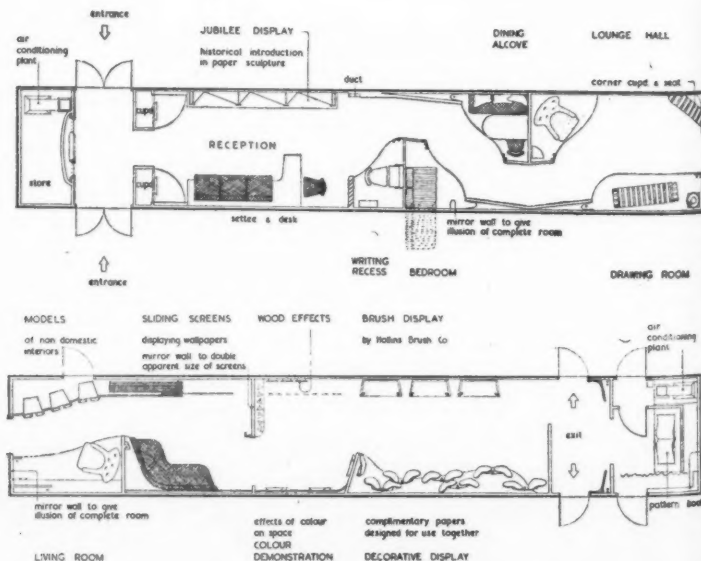 entrance
air
conditioning
plant
JUBILEE DISPLAY
historical introduction
in paper sculpture
DINING
ALCOVE
LOUNGE HALL
duct
corner cupd & seat
cupd
RECEPTION
store
cupd
settee & desk
mirror wall to give
illusion of complete room
entrance
WRITING
RECESS
BEDROOM
DRAWING ROOM
MODELS
of non domestic
interiors
SLIDING SCREENS
displaying wallpapers
mirror wall to double
apparent size of screens
WOOD EFFECTS
BRUSH DISPLAY
by Hollins Brush Co
air
conditioning
plant
exit
mirror wall to give
illusion of complete room
LIVING ROOM
effects of colour
on space
COLOUR
DEMONSTRATION
complimentary papers
designed for use together
DECORATIVE DISPLAY
pattern